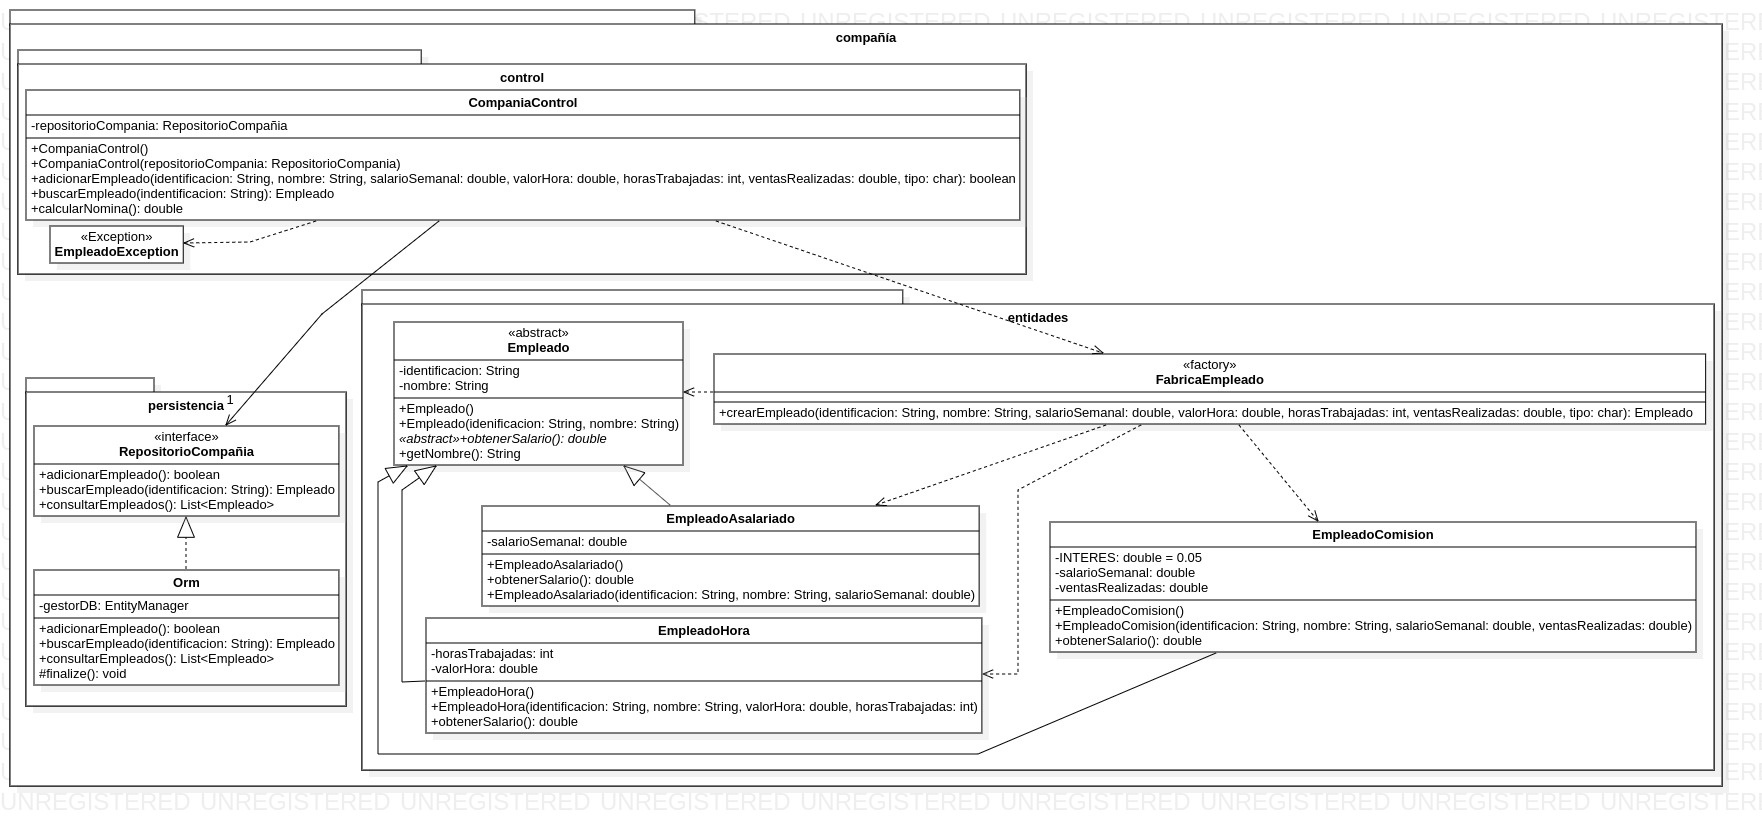 compañía
control
CompaniaControl
-repositorioCompania: RepositorioCompañia
+CompaniaControl()
+CompaniaControl(repositorioCompania: RepositorioCompania)
+adicionarEmpleado(identificacion: String, nombre: String, salarioSemanal: double, valorHora: double, horasTrabajadas: int, ventasRealizadas: double, tipo: char): boolean
+buscarEmpleado(indentificacion: String): Empleado
+calcularNomina(): double
«Exception»
EmpleadoException
persistencia
1
«interface»
RepositorioCompañia
+adicionarEmpleado(): boolean
+buscarEmpleado(identificacion: String): Empleado
+consultarEmpleados(): List<Empleado>
Orm
-gestorDB: EntityManager
+adicionarEmpleado(): boolean
+buscarEmpleado(identificacion: String): Empleado
+consultarEmpleados(): List<Empleado>
#finalize(): void
entidades
«abstract»
Empleado
-identificacion: String
-nombre: String
+Empleado()
+Empleado(idenficacion: String, nombre: String)
«abstract»+obtenerSalario(): double
+getNombre(): String
«factory»
FabricaEmpleado
+crearEmpleado(identificacion: String, nombre: String, salarioSemanal: double, valorHora: double, horasTrabajadas: int, ventasRealizadas: double, tipo: char): Empleado
EmpleadoAsalariado
-salarioSemanal: double
+EmpleadoAsalariado()
+obtenerSalario(): double
+EmpleadoAsalariado(identificacion: String, nombre: String, salarioSemanal: double)
EmpleadoHora
-horasTrabajadas: int
-valorHora: double
+EmpleadoHora()
+EmpleadoHora(identificacion: String, nombre: String, valorHora: double, horasTrabajadas: int)
+obtenerSalario(): double
EmpleadoComision
-INTERES: double = 0.05
-salarioSemanal: double
-ventasRealizadas: double
+EmpleadoComision()
+EmpleadoComision(identificacion: String, nombre: String, salarioSemanal: double, ventasRealizadas: double)
+obtenerSalario(): double
UNREGISTERED UNREGISTERED UNREGISTERED UNREGISTERED UNREGISTERED UNREGISTERED UNREGISTERED UNREGISTERED